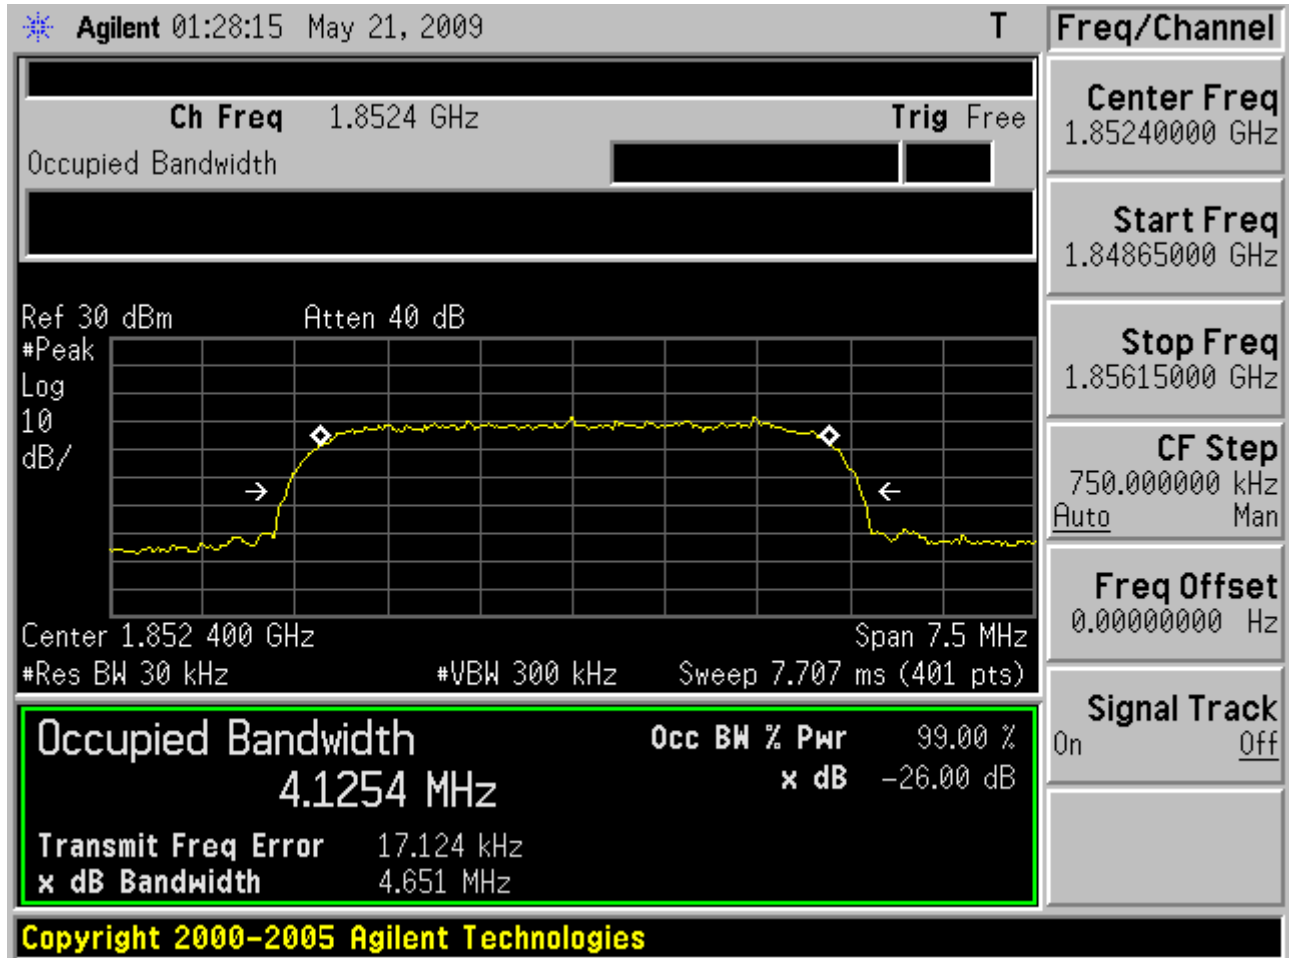 Agilent 01:28:15 May 21, 2009 T
Freq/Channel
Ch Freq 1.8524 GHz Trig Free
Occupied Bandwidth
Center Freq
1.85240000 GHz
Start Freq
1.84865000 GHz
Stop Freq
1.85615000 GHz
CF Step
750.000000 kHz
Auto Man
Freq Offset
0.00000000 Hz
Signal Track
On Off
Ref 30 dBm Atten 40 dB
#Peak
Log
10
dB/
Center 1.852 400 GHz Span 7.5 MHz
#Res BW 30 kHz #VBW 300 kHz Sweep 7.707 ms (401 pts)
Occupied Bandwidth Occ BW % Pwr 99.00 %
4.1254 MHz x dB -26.00 dB
Transmit Freq Error 17.124 kHz
x dB Bandwidth 4.651 MHz
Copyright 2000-2005 Agilent Technologies